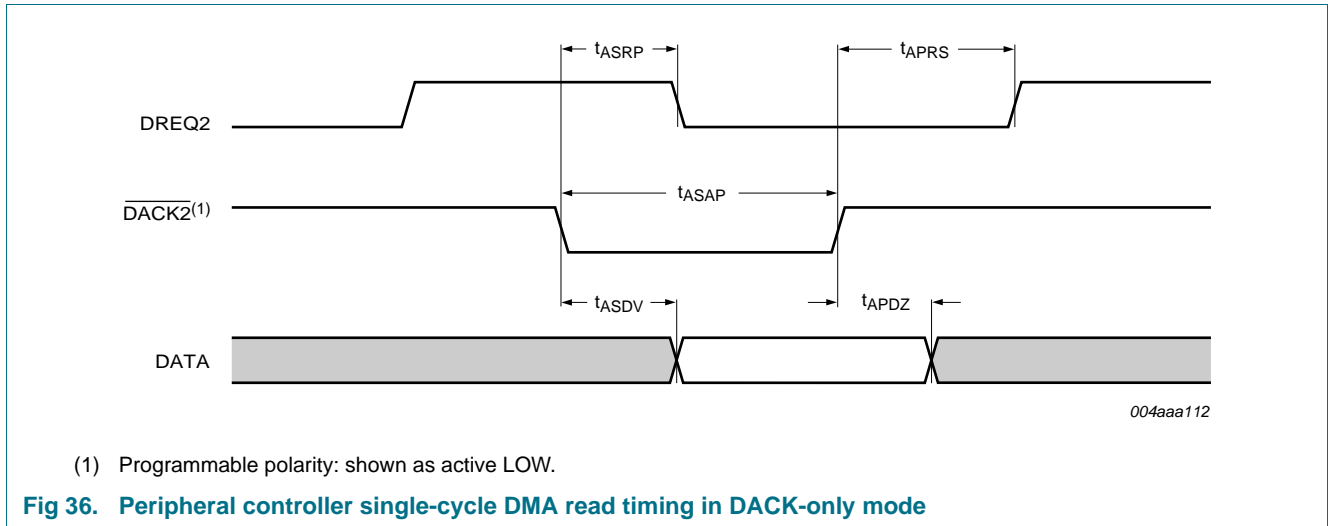 tASRP
tAPRS
DREQ2
tASAP
DACK2(1)
tASDV
tAPDZ
DATA
004aaa112
(1) Programmable polarity: shown as active LOW.
Fig 36. Peripheral controller single-cycle DMA read timing in DACK-only mode